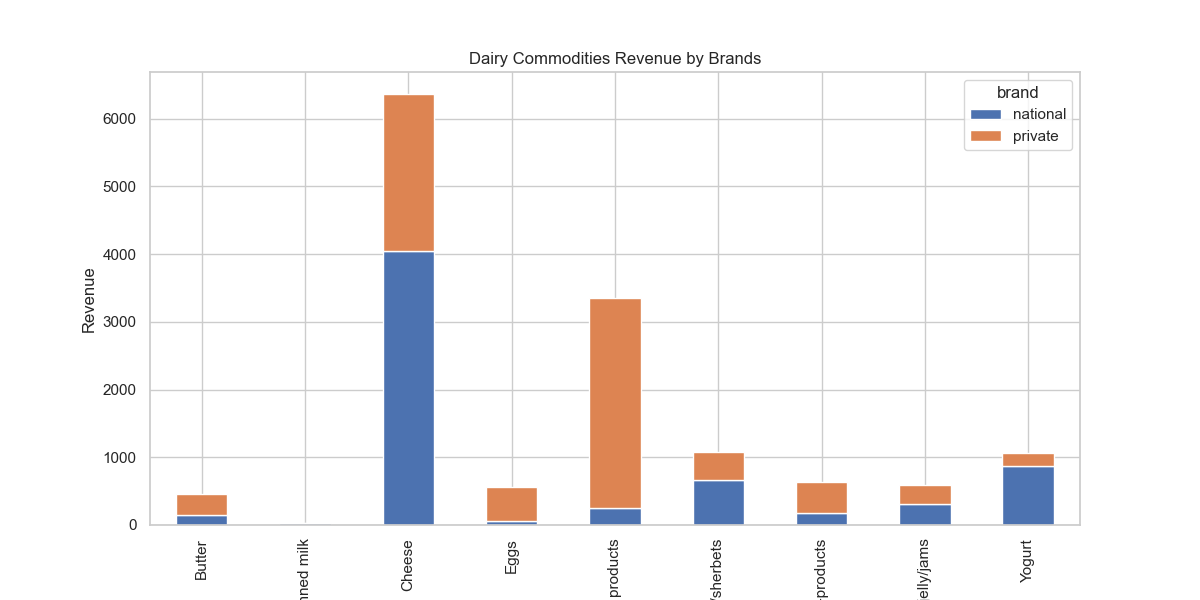 Dairy Commodities Revenue by Brands
brand
national
private
Revenue
6000
5000
4000
3000
2000
1000
0
Butter
nned milk
Cheese
Eggs
products
/sherbets
-products
jelly/jams
Yogurt